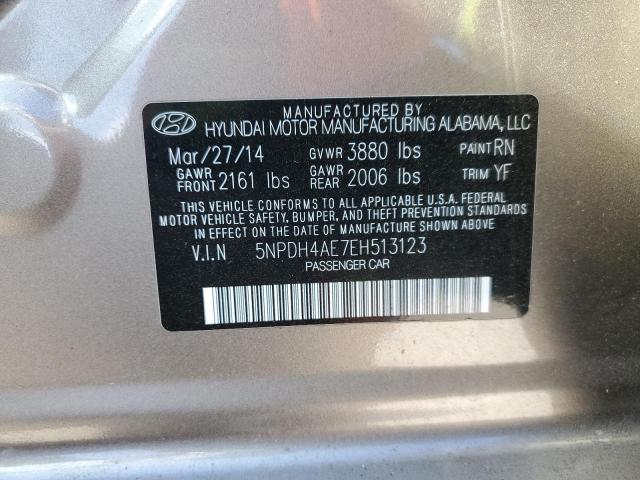 MANUFACTURED BY
HYUNDAI MOTOR MANUFACTURING ALABAMA, LLC
Mar/27/14 GVWR 3880 lbs PAINT RN
GAWR FRONT 2161 lbs GAWR REAR 2006 lbs TRIM YF
THIS VEHICLE CONFORMS TO ALL APPLICABLE U.S.A. FEDERAL
MOTOR VEHICLE SAFETY, BUMPER, AND THEFT PREVENTION STANDARDS
IN EFFECT ON THE DATE OF MANUFACTURE SHOWN ABOVE.
V.I.N 5NPDH4AE7EH513123
PASSENGER CAR